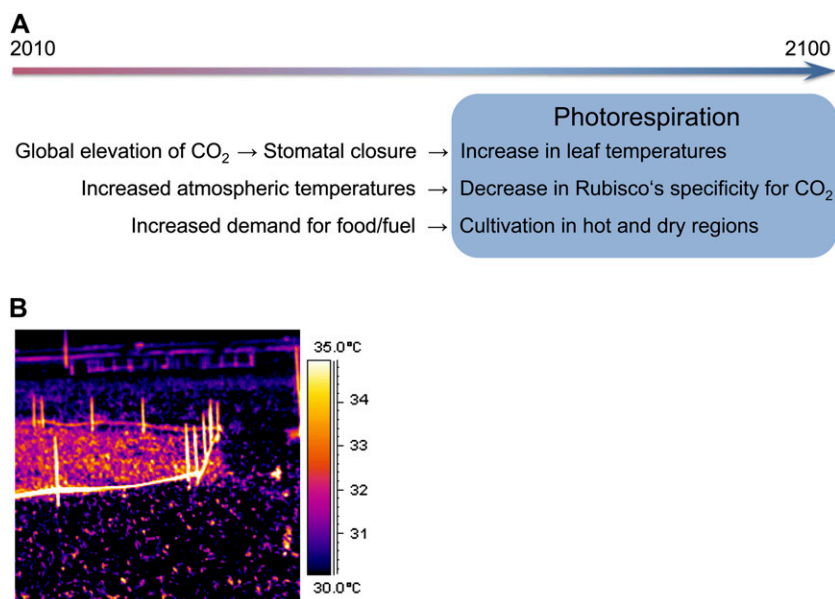 A
2010 2100
Photorespiration
Global elevation of CO₂ → Stomatal closure → Increase in leaf temperatures
Increased atmospheric temperatures → Decrease in Rubisco‘s specificity for CO₂
Increased demand for food/fuel → Cultivation in hot and dry regions
B
35.0°C
34
33
32
31
30.0°C